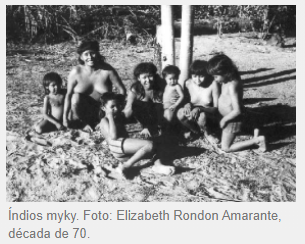 Índios myky. Foto: Elizabeth Rondon Amarante,
década de 70.